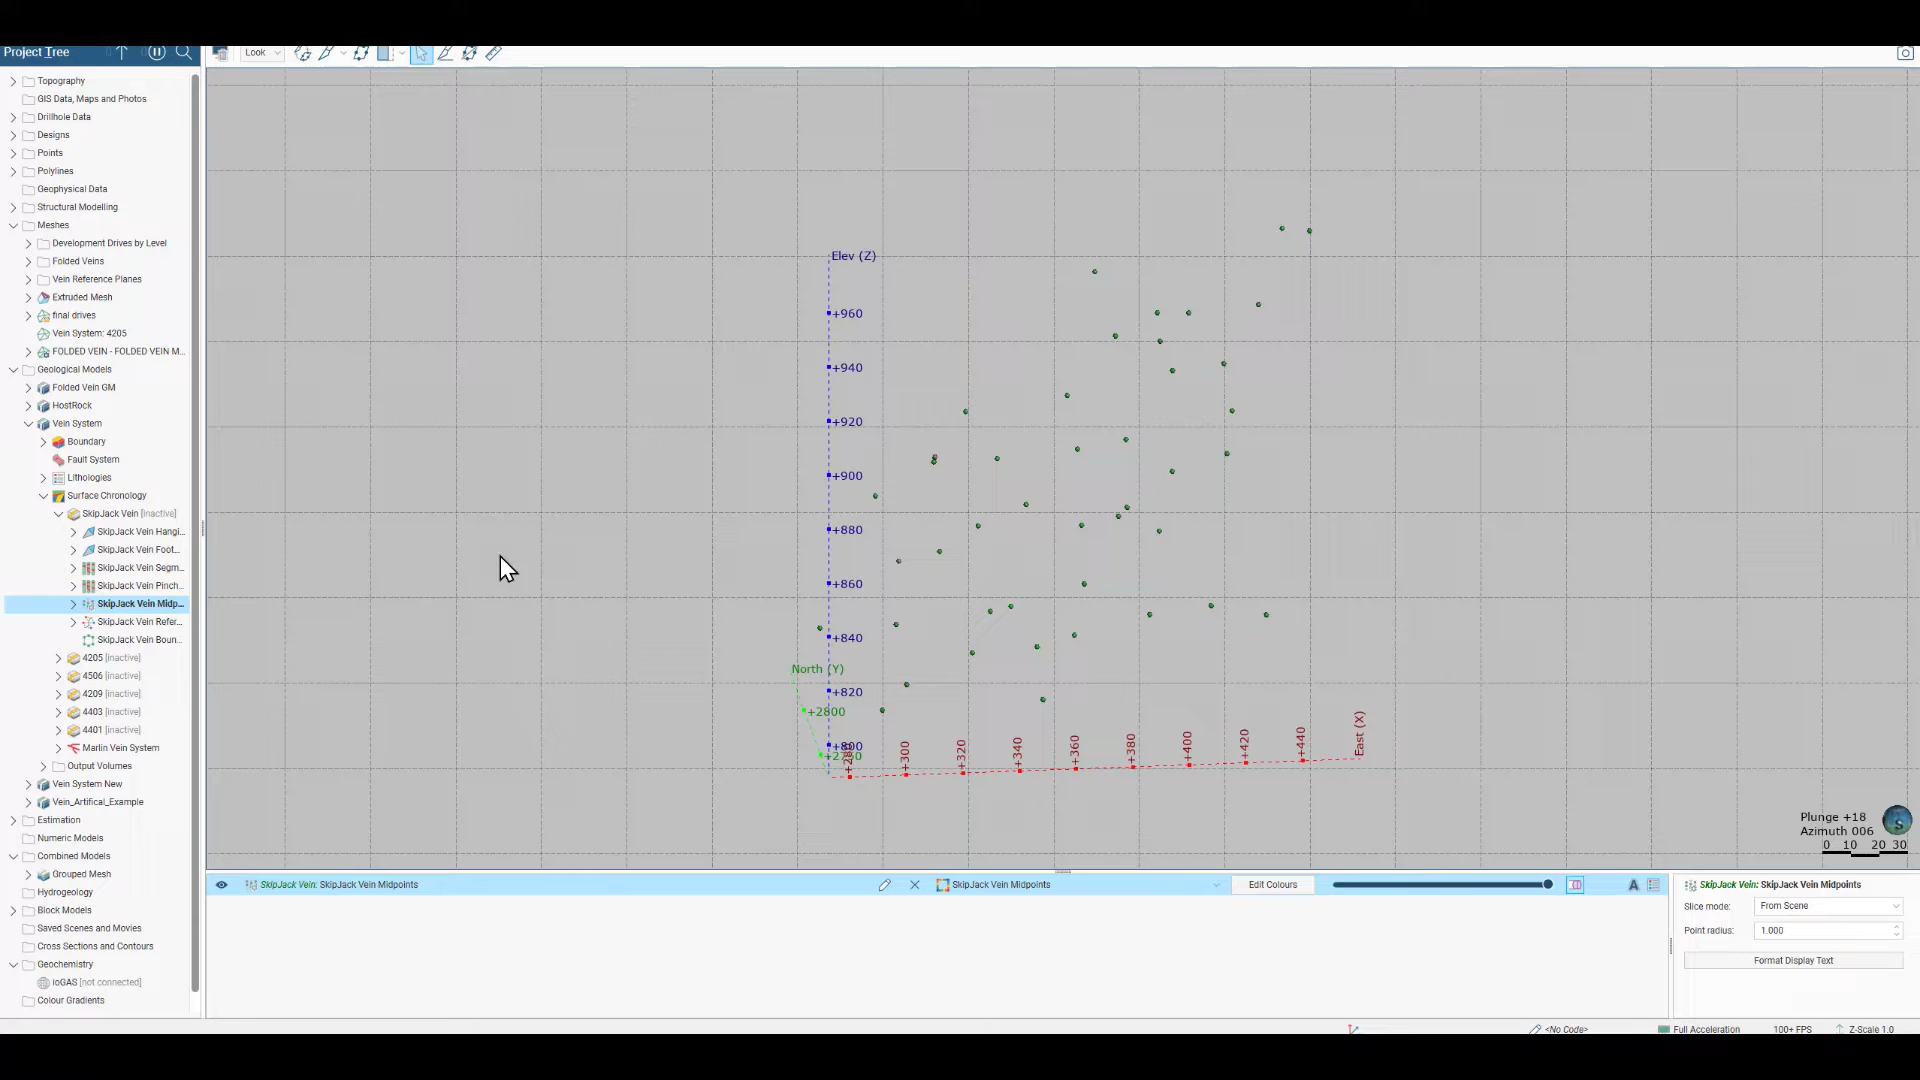 Project Tree
Look
Topography
GIS Data, Maps and Photos
Drillhole Data
Designs
Points
Polylines
Geophysical Data
Structural Modelling
Meshes
Development Drives by Level
Folded Veins
Vein Reference Planes
Extruded Mesh
final drives
Vein System: 4205
FOLDED VEIN - FOLDED VEIN M...
Geological Models
Folded Vein GM
HostRock
Vein System
Boundary
Fault System
Lithologies
Surface Chronology
SkipJack Vein [inactive]
SkipJack Vein Hangi...
SkipJack Vein Foot...
SkipJack Vein Segm...
SkipJack Vein Pinch...
SkipJack Vein Midp...
SkipJack Vein Refer...
SkipJack Vein Boun...
4205 [inactive]
4506 [inactive]
4209 [inactive]
4403 [inactive]
4401 [inactive]
Marlin Vein System
Output Volumes
Vein System New
Vein_Artifical_Example
Estimation
Numeric Models
Combined Models
Grouped Mesh
Hydrogeology
Block Models
Saved Scenes and Movies
Cross Sections and Contours
Geochemistry
ioGAS [not connected]
Colour Gradients
Elev (Z)
+960
+940
+920
+900
+880
+860
+840
+820
+800
North (Y)
+2800
+300
+320
+340
+360
+380
+400
+420
+440
East (X)
Plunge +18
Azimuth 006
S
0 10 20 30
SkipJack Vein: SkipJack Vein Midpoints
SkipJack Vein Midpoints
Edit Colours
A
SkipJack Vein: SkipJack Vein Midpoints
Slice mode:
From Scene
Point radius:
1.000
Format Display Text
<No Code>
Full Acceleration
100+ FPS
Z-Scale 1.0